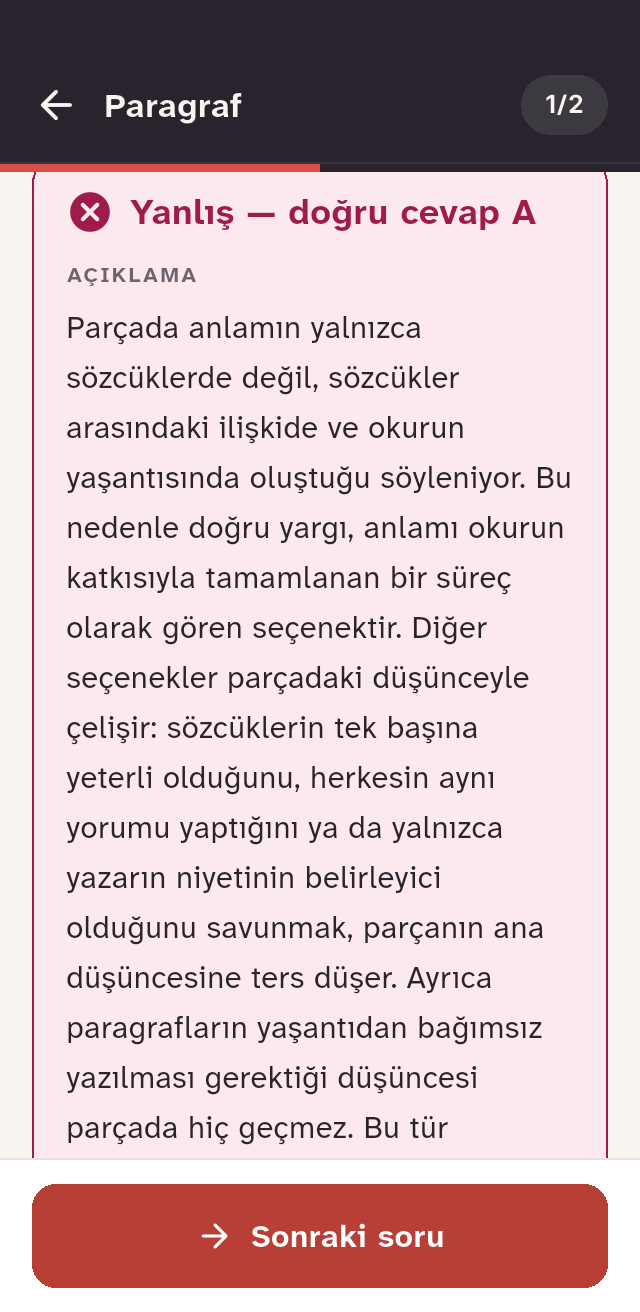 Paragraf
1/2
Yanlış — doğru cevap A
AÇIKLAMA
Parçada anlamın yalnızca
sözcüklerde değil, sözcükler
arasındaki ilişkide ve okurun
yaşantısında oluştuğu söyleniyor. Bu
nedenle doğru yargı, anlamı okurun
katkısıyla tamamlanan bir süreç
olarak gören seçenektir. Diğer
seçenekler parçadaki düşünceyle
çelişir: sözcüklerin tek başına
yeterli olduğunu, herkesin aynı
yorumu yaptığını ya da yalnızca
yazarın niyetinin belirleyici
olduğunu savunmak, parçanın ana
düşüncesine ters düşer. Ayrıca
paragrafların yaşantıdan bağımsız
yazılması gerektiği düşüncesi
parçada hiç geçmez. Bu tür
Sonraki soru